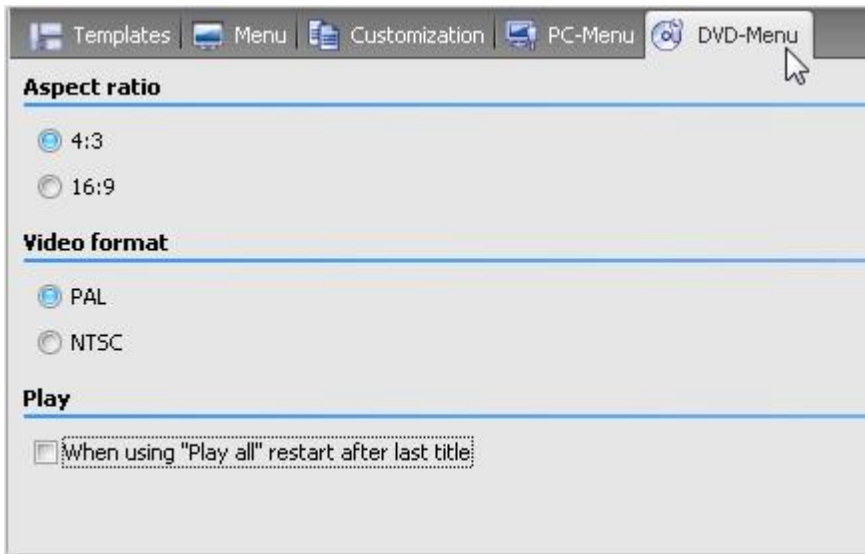 Templates Menu Customization PC-Menu DVD-Menu
Aspect ratio
4:3
16:9
Video format
PAL
NTSC
Play
When using "Play all" restart after last title